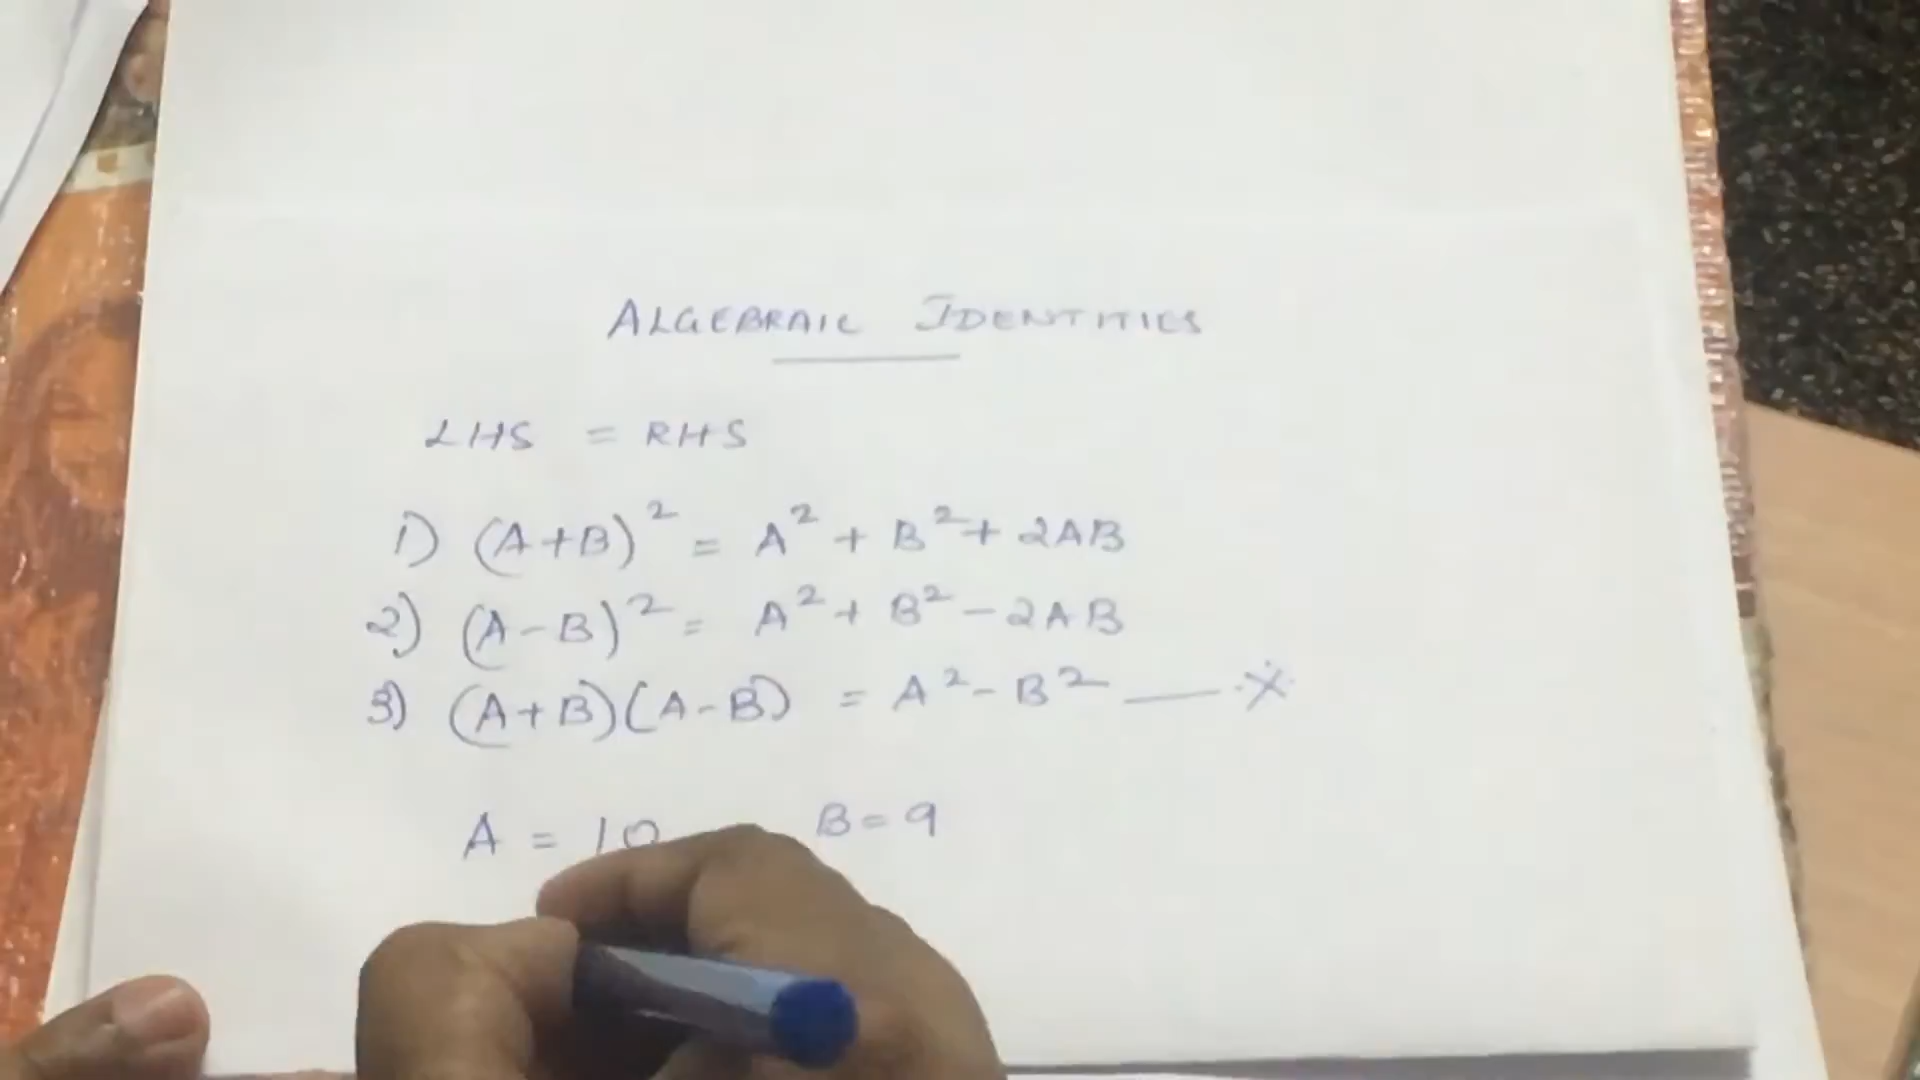 ALGEBRAIC IDENTITIES
LHS = RHS
1) (A+B)² = A² + B² + 2AB
2) (A-B)² = A² + B² - 2AB
3) (A+B)(A-B) = A² - B² —
A = 10 B = 9